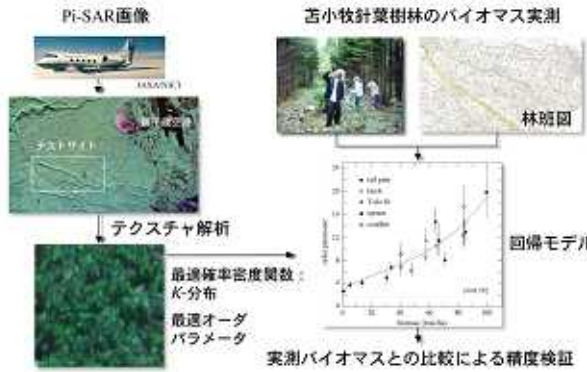 Pi-SAR画像
苫小牧針葉樹林のバイオマス実測
JAXA/NICT
テストサイト
林班図
テクスチャ解析
回帰モデル
最適確率密度関数：
K-分布
最適オーダ
パラメータ
実測バイオマスとの比較による精度検証